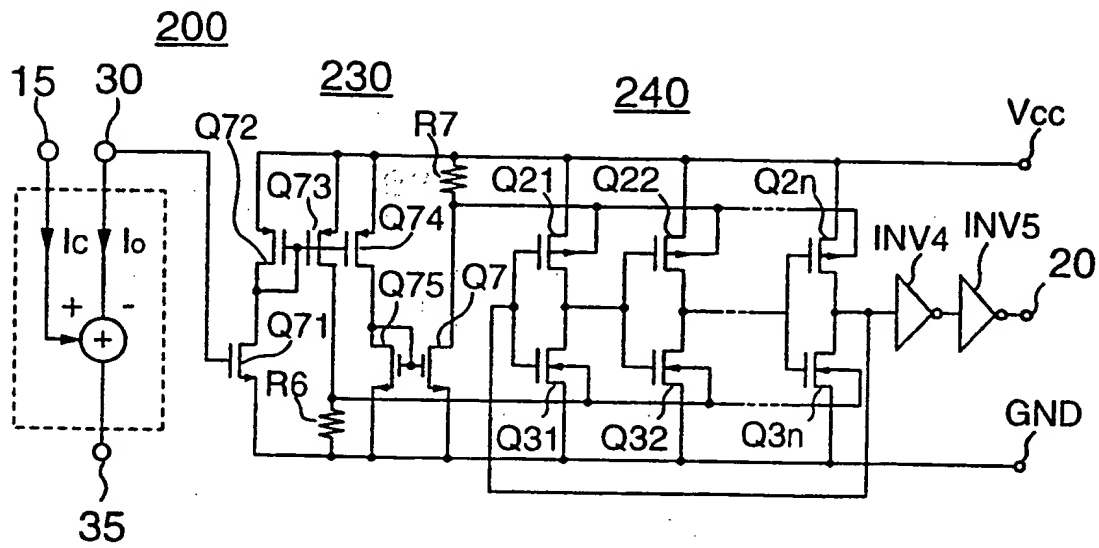 200
15
30
230
240
Vcc
Q72
R7
Q73
Q21
Q22
Q2n
Q74
INV4
INV5
Ic
Io
20
Q75
Q7
+
-
+
Q71
R6
GND
Q31
Q32
Q3n
35